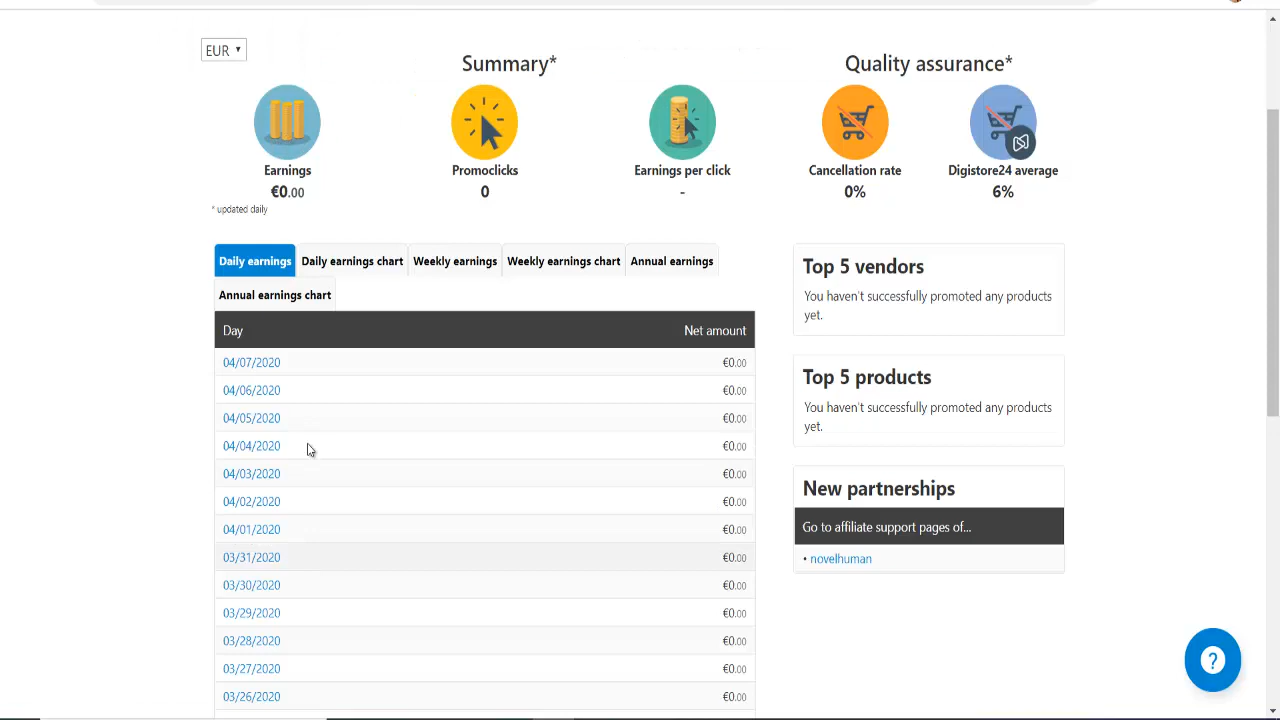 EUR ▾
Summary*
Quality assurance*
Earnings
Promoclicks
Earnings per click
Cancellation rate
Digistore24 average
€0.00
0
-
0%
6%
* updated daily
Daily earnings
Daily earnings chart
Weekly earnings
Weekly earnings chart
Annual earnings
Annual earnings chart
Day
Net amount
04/07/2020 €0.00
04/06/2020 €0.00
04/05/2020 €0.00
04/04/2020 €0.00
04/03/2020 €0.00
04/02/2020 €0.00
04/01/2020 €0.00
03/31/2020 €0.00
03/30/2020 €0.00
03/29/2020 €0.00
03/28/2020 €0.00
03/27/2020 €0.00
03/26/2020 €0.00
Top 5 vendors
You haven't successfully promoted any products
yet.
Top 5 products
You haven't successfully promoted any products
yet.
New partnerships
Go to affiliate support pages of...
• novelhuman
?